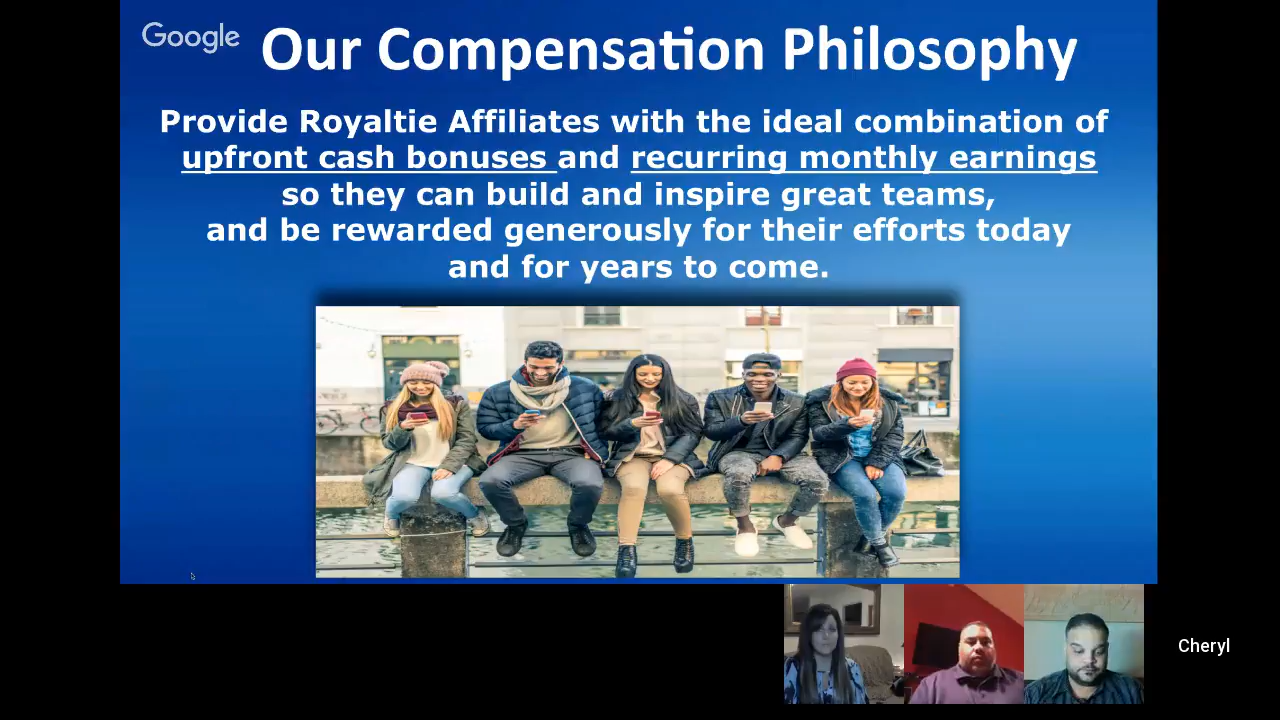 Google
Our Compensation Philosophy
Provide Royaltie Affiliates with the ideal combination of
upfront cash bonuses and recurring monthly earnings
so they can build and inspire great teams,
and be rewarded generously for their efforts today
and for years to come.
Cheryl